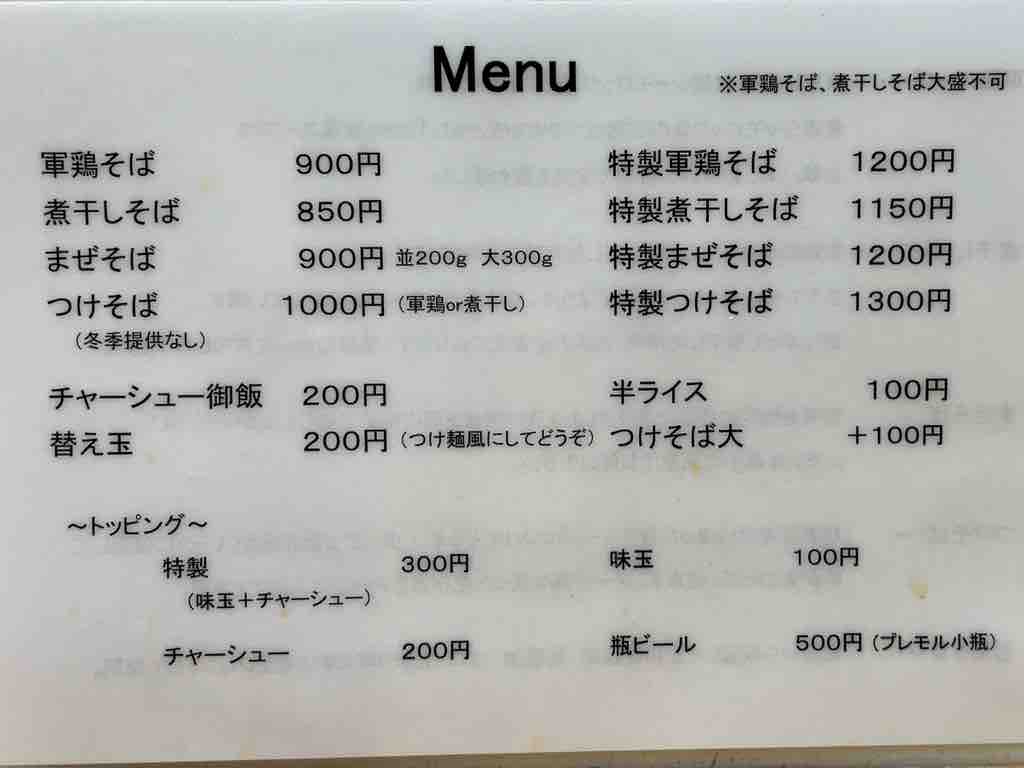 Menu
※軍鶏そば、煮干しそば大盛不可
軍鶏そば 900円 特製軍鶏そば 1200円
煮干しそば 850円 特製煮干しそば 1150円
まぜそば 900円 並200g 大300g 特製まぜそば 1200円
つけそば 1000円 (軍鶏or煮干し) 特製つけそば 1300円
(冬季提供なし)
チャーシュー御飯 200円 半ライス 100円
替え玉 200円 (つけ麺風にしてどうぞ) つけそば大 +100円
~トッピング~
特製 300円 味玉 100円
(味玉+チャーシュー)
チャーシュー 200円 瓶ビール 500円 (プレモル小瓶)